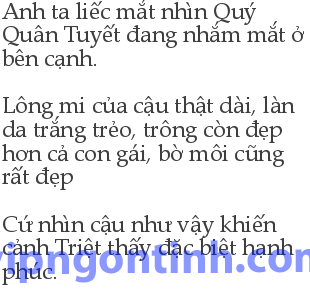 Anh ta liếc mắt nhìn Quý
Quân Tuyết đang nhắm mắt ở
bên cạnh.
Lông mi của cậu thật dài, làn
da trắng trẻo, trông còn đẹp
hơn cả con gái, bờ môi cũng
rất đẹp
Cứ nhìn cậu như vậy khiến
cảnh Triệt thấy đặc biệt hạnh
phúc.
vipngontinh.com